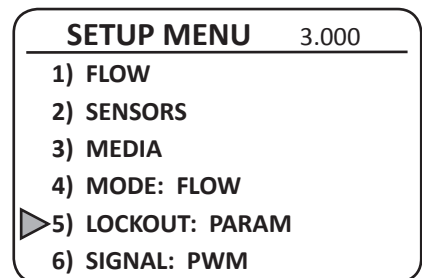 SETUP MENU 3.000
1) FLOW
2) SENSORS
3) MEDIA
4) MODE: FLOW
5) LOCKOUT: PARAM
6) SIGNAL: PWM